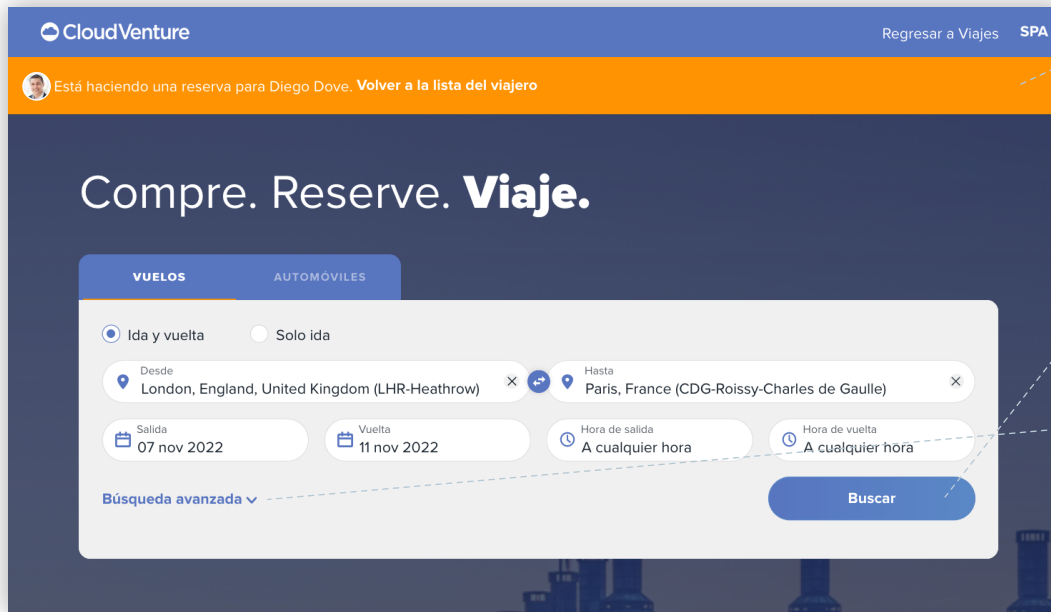 CloudVenture
Regresar a Viajes SPA
Está haciendo una reserva para Diego Dove. Volver a la lista del viajero
Compre. Reserve. Viaje.
VUELOS AUTOMÓVILES
Ida y vuelta Solo ida
Desde
London, England, United Kingdom (LHR-Heathrow)
Hasta
Paris, France (CDG-Roissy-Charles de Gaulle)
Salida
07 nov 2022
Vuelta
11 nov 2022
Hora de salida
A cualquier hora
Hora de vuelta
A cualquier hora
Búsqueda avanzada
Buscar